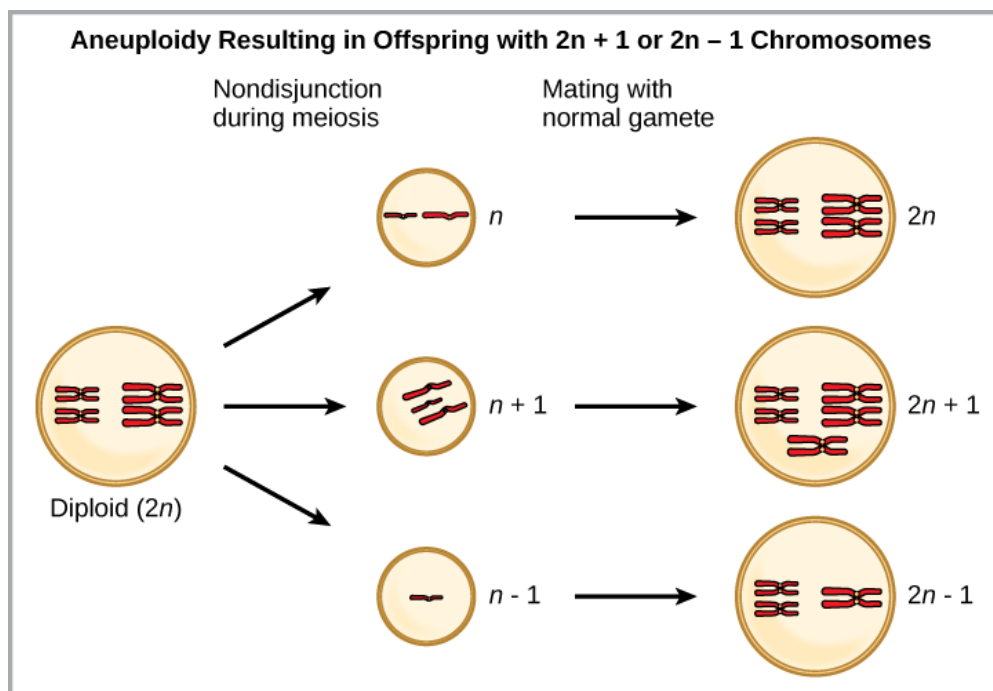 Aneuploidy Resulting in Offspring with 2n + 1 or 2n – 1 Chromosomes
Nondisjunction
during meiosis
Mating with
normal gamete
n
2n
n + 1
2n + 1
Diploid (2n)
n - 1
2n - 1